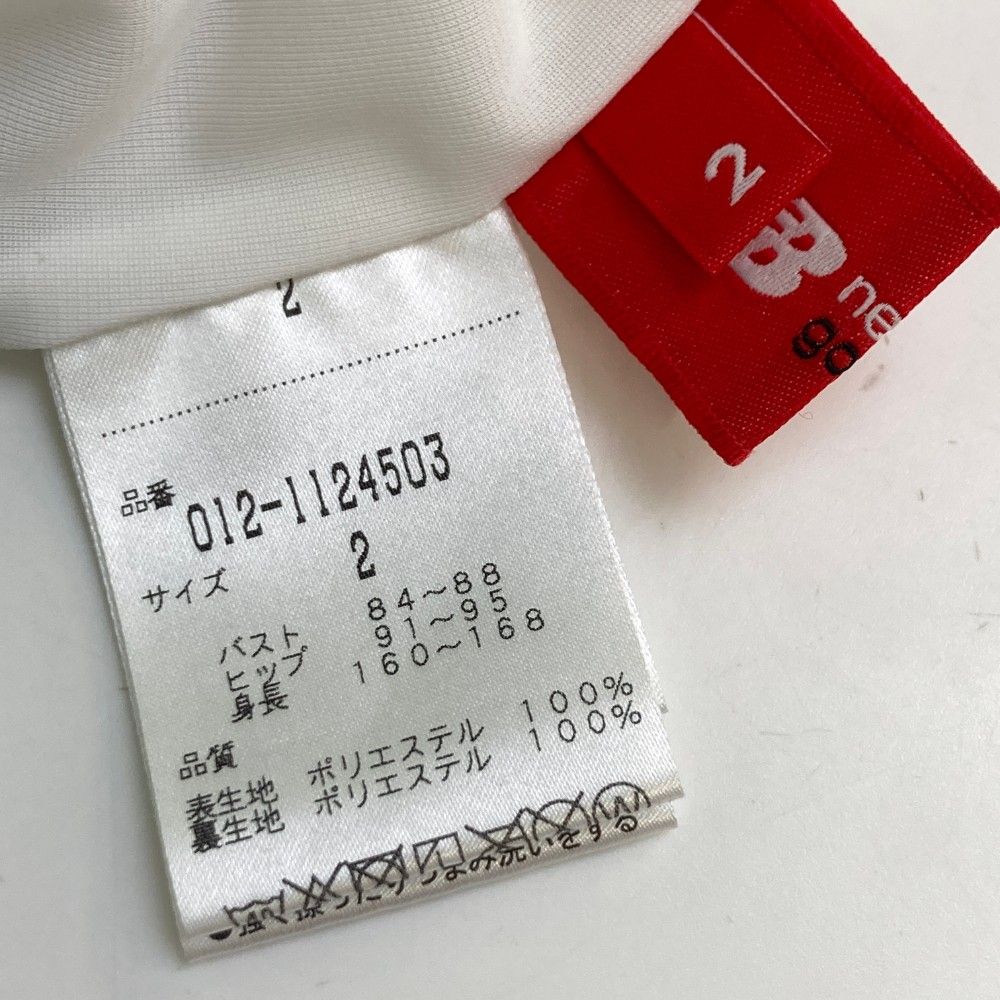 2
ne
go
2
品番 012-1124503
サイズ 2
バスト 84～88
ヒップ 91～95
身長 160～168
品質
表生地 ポリエステル 100%
裏生地 ポリエステル 100%